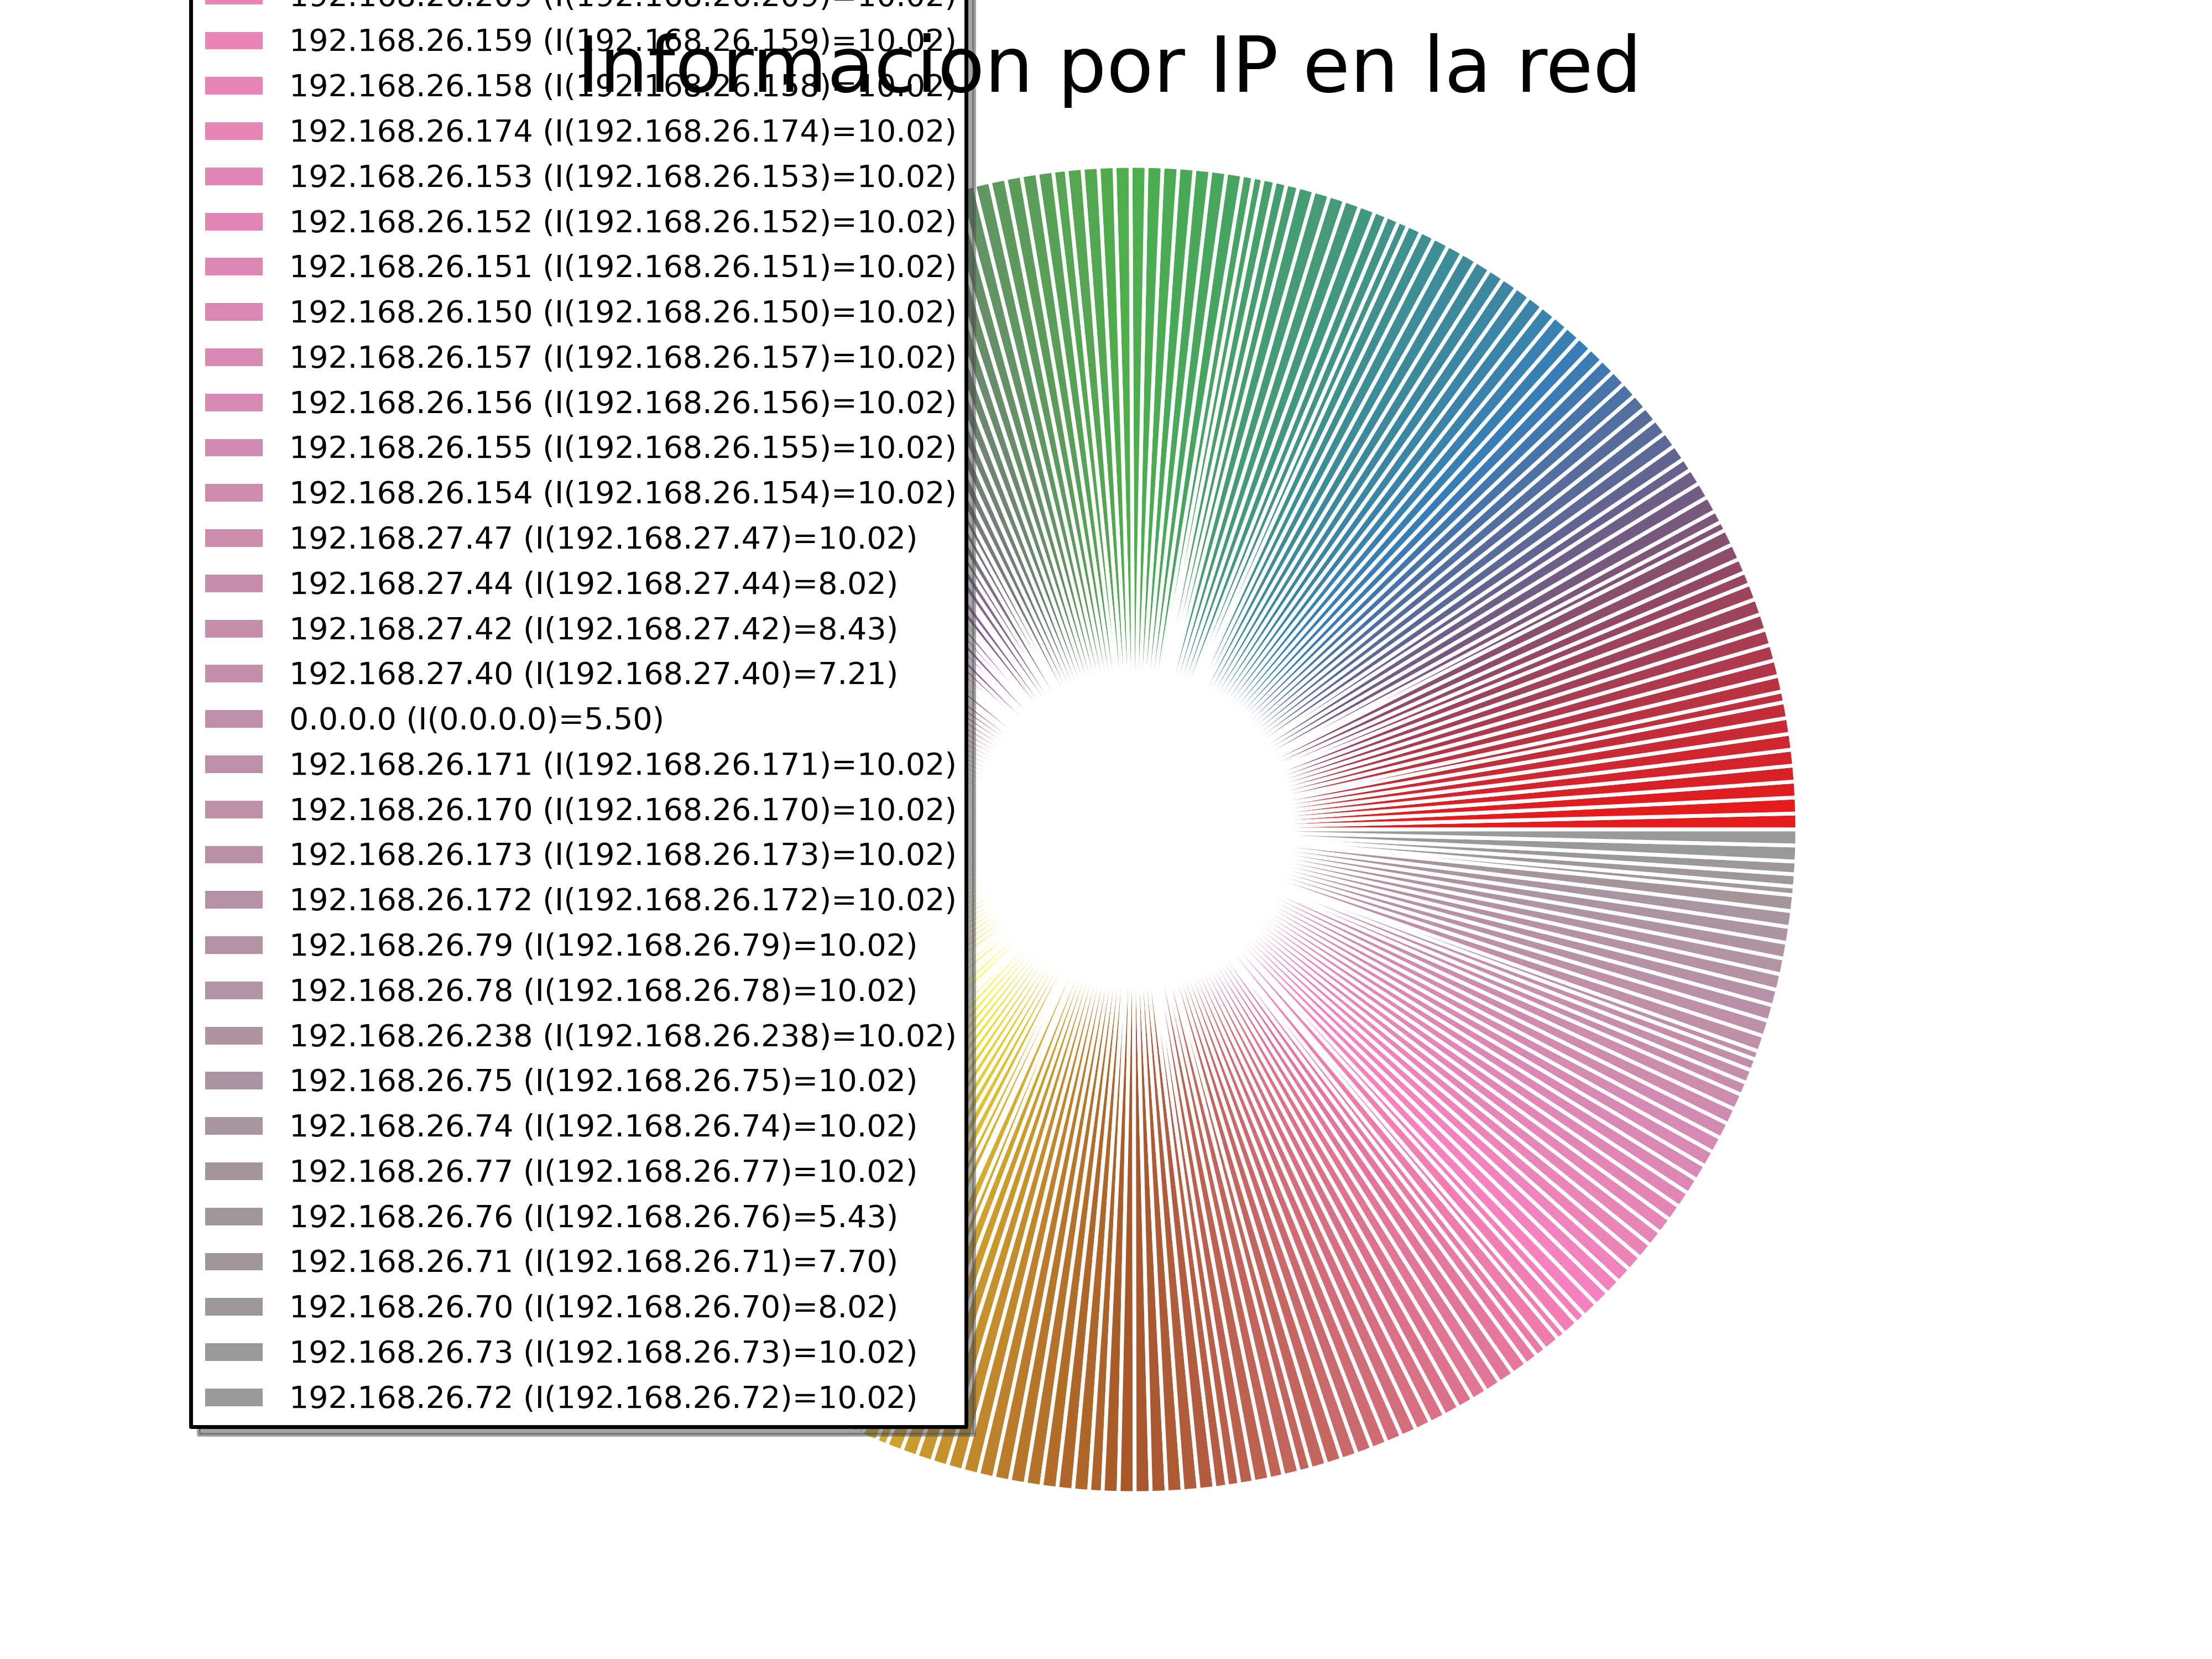 Informacion por IP en la red
192.168.26.209 (I(192.168.26.209)=10.02)
192.168.26.159 (I(192.168.26.159)=10.02)
192.168.26.158 (I(192.168.26.158)=10.02)
192.168.26.174 (I(192.168.26.174)=10.02)
192.168.26.153 (I(192.168.26.153)=10.02)
192.168.26.152 (I(192.168.26.152)=10.02)
192.168.26.151 (I(192.168.26.151)=10.02)
192.168.26.150 (I(192.168.26.150)=10.02)
192.168.26.157 (I(192.168.26.157)=10.02)
192.168.26.156 (I(192.168.26.156)=10.02)
192.168.26.155 (I(192.168.26.155)=10.02)
192.168.26.154 (I(192.168.26.154)=10.02)
192.168.27.47 (I(192.168.27.47)=10.02)
192.168.27.44 (I(192.168.27.44)=8.02)
192.168.27.42 (I(192.168.27.42)=8.43)
192.168.27.40 (I(192.168.27.40)=7.21)
0.0.0.0 (I(0.0.0.0)=5.50)
192.168.26.171 (I(192.168.26.171)=10.02)
192.168.26.170 (I(192.168.26.170)=10.02)
192.168.26.173 (I(192.168.26.173)=10.02)
192.168.26.172 (I(192.168.26.172)=10.02)
192.168.26.79 (I(192.168.26.79)=10.02)
192.168.26.78 (I(192.168.26.78)=10.02)
192.168.26.238 (I(192.168.26.238)=10.02)
192.168.26.75 (I(192.168.26.75)=10.02)
192.168.26.74 (I(192.168.26.74)=10.02)
192.168.26.77 (I(192.168.26.77)=10.02)
192.168.26.76 (I(192.168.26.76)=5.43)
192.168.26.71 (I(192.168.26.71)=7.70)
192.168.26.70 (I(192.168.26.70)=8.02)
192.168.26.73 (I(192.168.26.73)=10.02)
192.168.26.72 (I(192.168.26.72)=10.02)